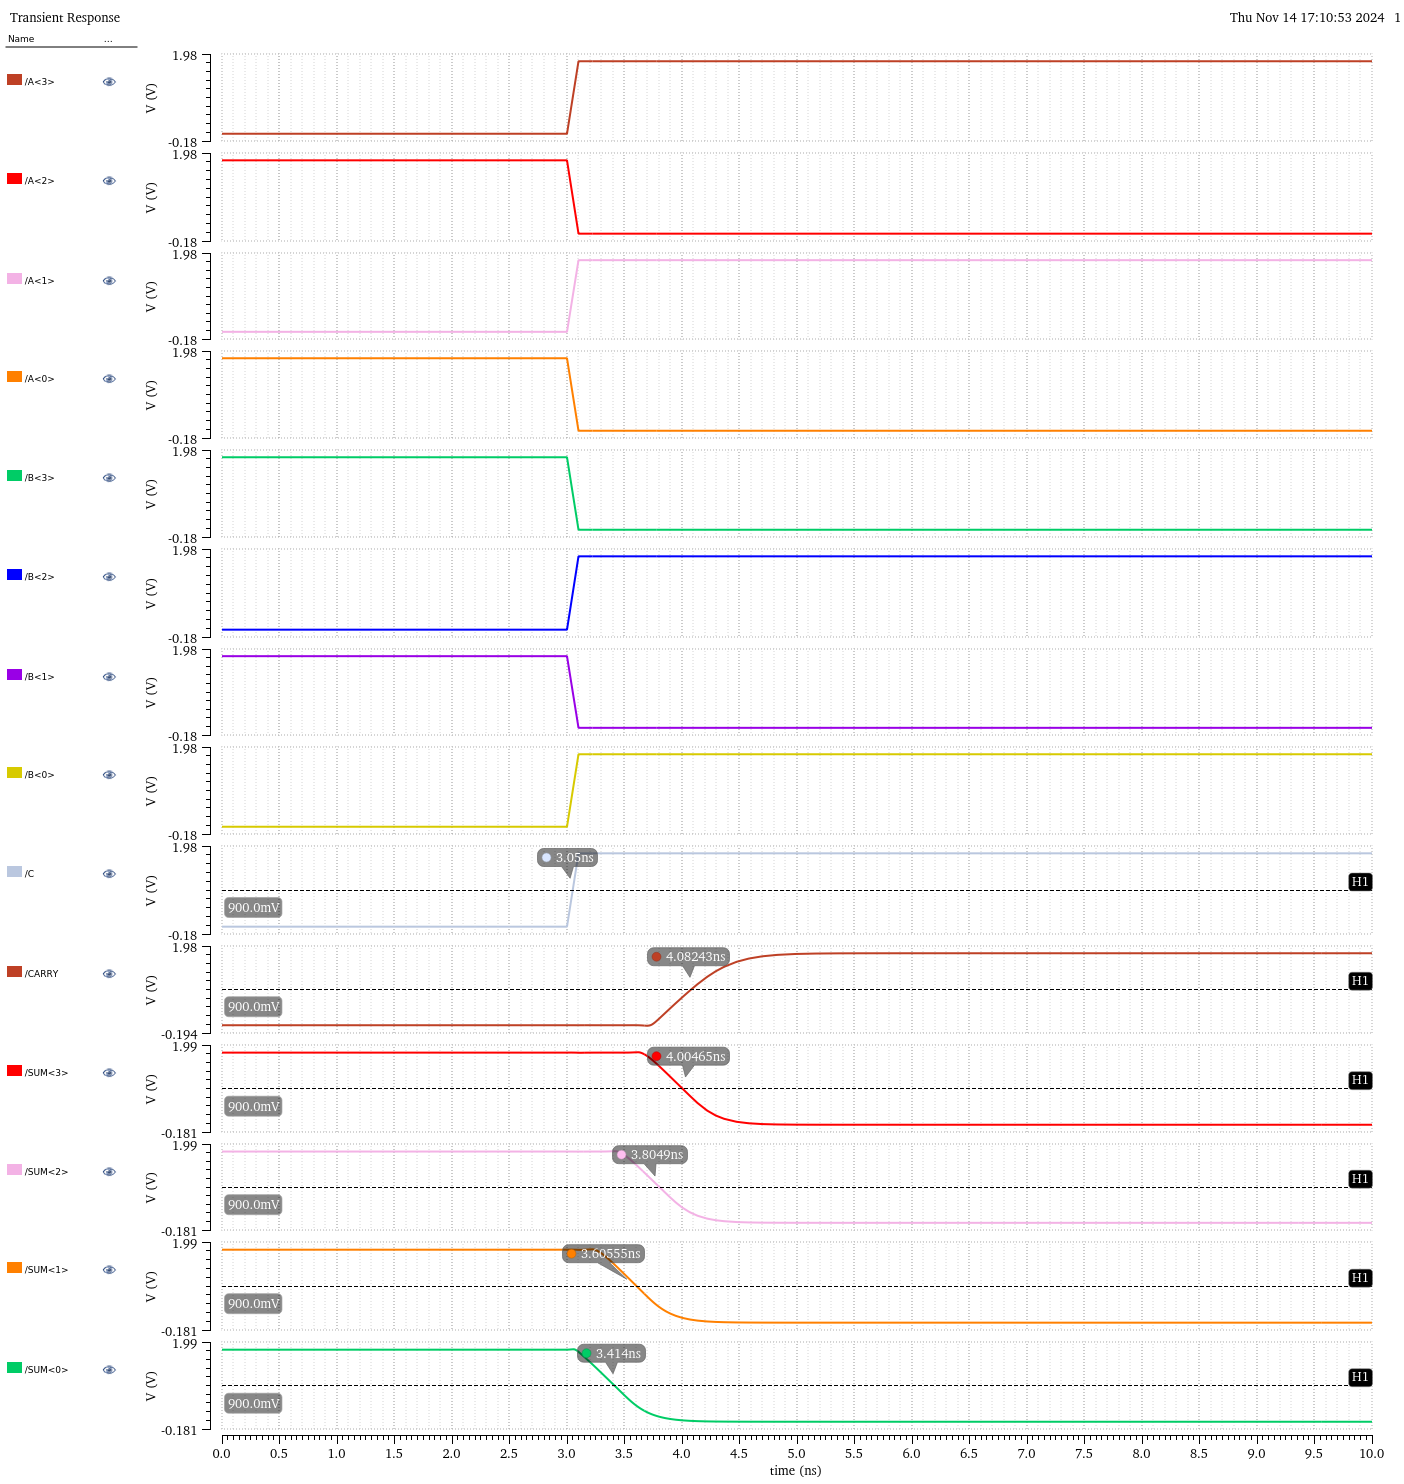 Transient Response
Thu Nov 14 17:10:53 2024 1
Name ...
/A<3>
V (V)
1.98
-0.18
/A<2>
V (V)
1.98
-0.18
/A<1>
V (V)
1.98
-0.18
/A<0>
V (V)
1.98
-0.18
/B<3>
V (V)
1.98
-0.18
/B<2>
V (V)
1.98
-0.18
/B<1>
V (V)
1.98
-0.18
/B<0>
V (V)
1.98
-0.18
/C
V (V)
1.98
3.05ns
H1
900.0mV
-0.18
/CARRY
V (V)
1.98
4.08243ns
H1
900.0mV
-0.194
/SUM<3>
V (V)
1.99
4.00465ns
H1
900.0mV
-0.181
/SUM<2>
V (V)
1.99
3.8049ns
H1
900.0mV
-0.181
/SUM<1>
V (V)
1.99
3.60555ns
H1
900.0mV
-0.181
/SUM<0>
V (V)
1.99
3.414ns
H1
900.0mV
-0.181
0.0 0.5 1.0 1.5 2.0 2.5 3.0 3.5 4.0 4.5 5.0 5.5 6.0 6.5 7.0 7.5 8.0 8.5 9.0 9.5 10.0
time (ns)